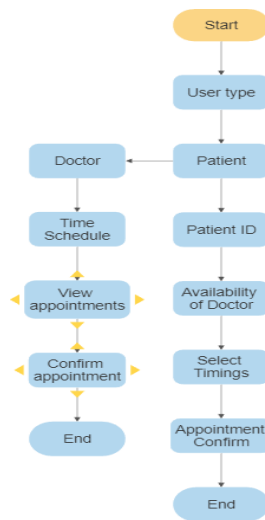 Start
User type
Doctor
Patient
Time
Schedule
Patient ID
View
appointments
Availability
of Doctor
Confirm
appointment
Select
Timings
End
Appointment
Confirm
End